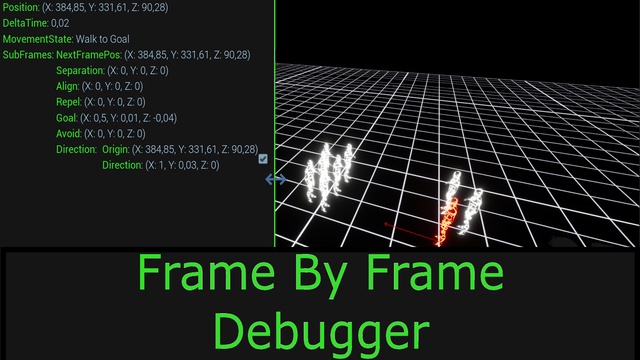 Position: (X: 384,85, Y: 331,61, Z: 90,28)
DeltaTime: 0,02
MovementState: Walk to Goal
SubFrames: NextFramePos: (X: 384,85, Y: 331,61, Z: 90,28)
Separation: (X: 0, Y: 0, Z: 0)
Align: (X: 0, Y: 0, Z: 0)
Repel: (X: 0, Y: 0, Z: 0)
Goal: (X: 0,5, Y: 0,01, Z: -0,04)
Avoid: (X: 0, Y: 0, Z: 0)
Direction: Origin: (X: 384,85, Y: 331,61, Z: 90,28)
Direction: (X: 1, Y: 0,03, Z: 0)
Frame By Frame
Debugger